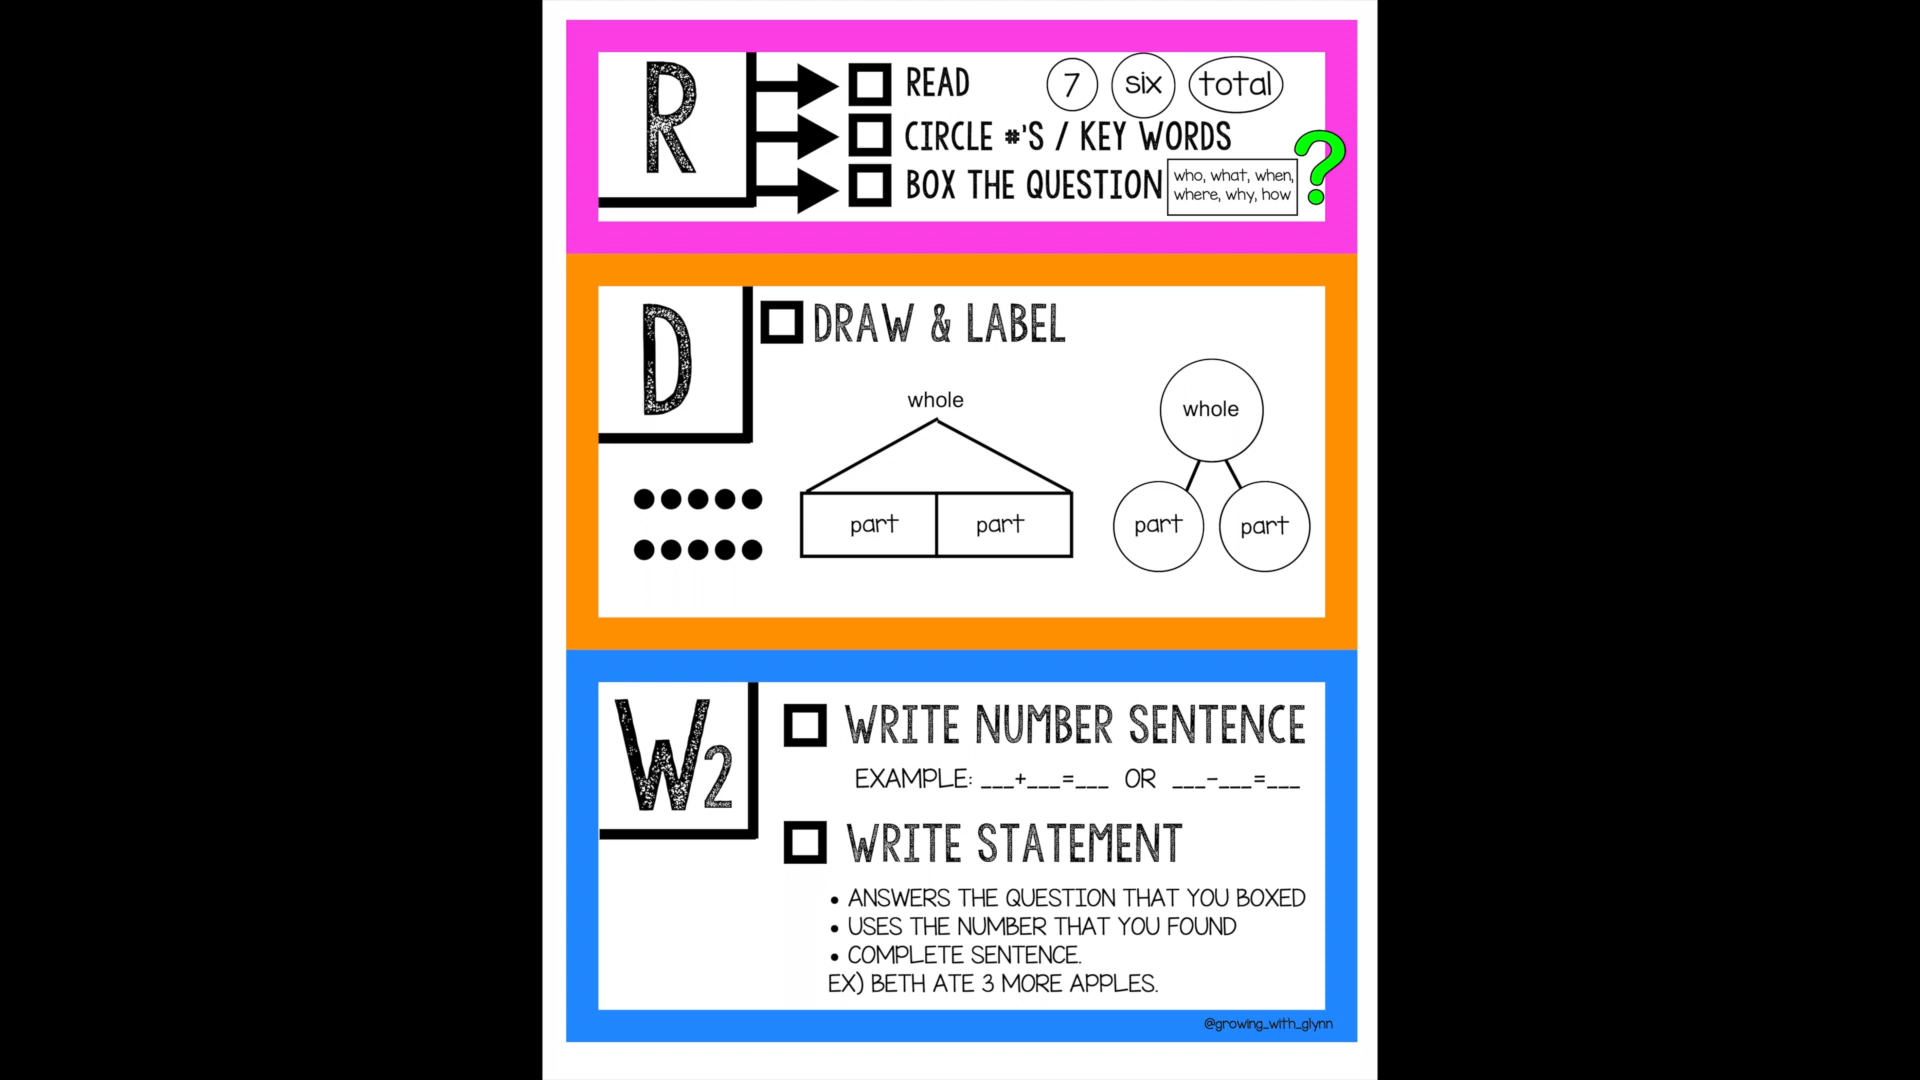 R
READ 7 six total
CIRCLE #'S / KEY WORDS
BOX THE QUESTION
who, what, when,
where, why, how
?
D
DRAW & LABEL
whole
part part
whole
part part
W2
WRITE NUMBER SENTENCE
EXAMPLE: ___+___=___ OR ___-___=___
WRITE STATEMENT
• ANSWERS THE QUESTION THAT YOU BOXED
• USES THE NUMBER THAT YOU FOUND
• COMPLETE SENTENCE.
EX) BETH ATE 3 MORE APPLES.
@growing_with_glynn